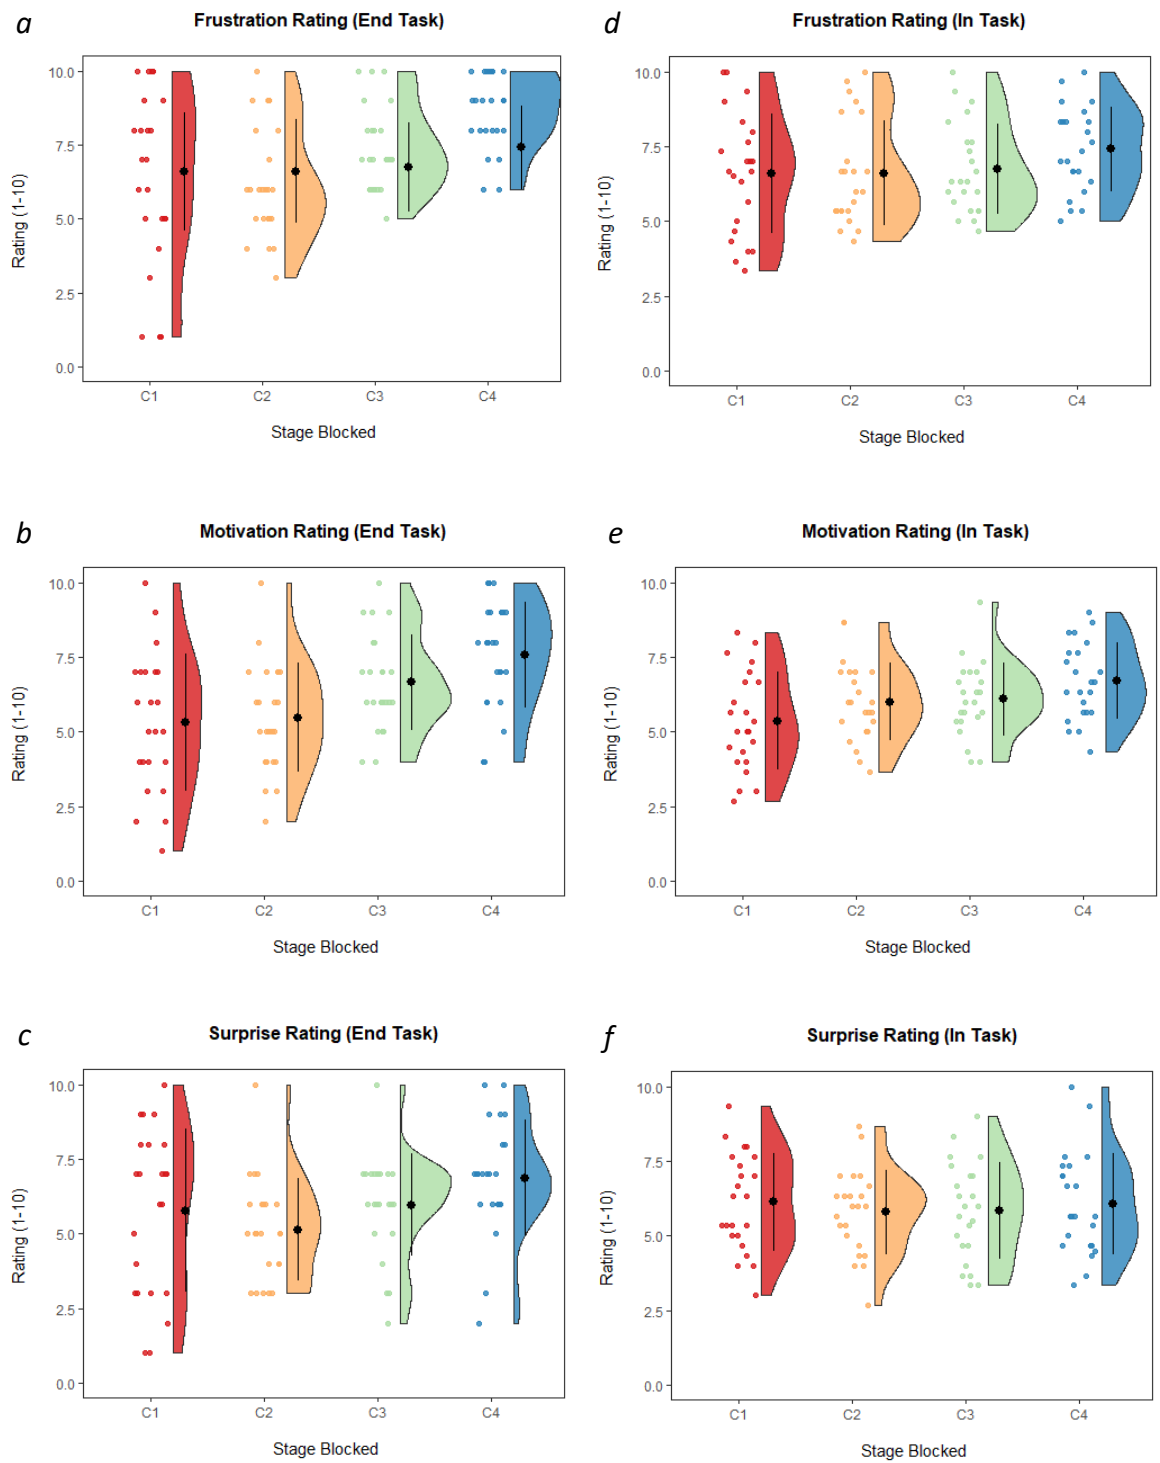 a
Frustration Rating (End Task)
Rating (1-10)
10.0
7.5
5.0
2.5
0.0
C1 C2 C3 C4
Stage Blocked
d
Frustration Rating (In Task)
Rating (1-10)
10.0
7.5
5.0
2.5
0.0
C1 C2 C3 C4
Stage Blocked
b
Motivation Rating (End Task)
Rating (1-10)
10.0
7.5
5.0
2.5
0.0
C1 C2 C3 C4
Stage Blocked
e
Motivation Rating (In Task)
Rating (1-10)
10.0
7.5
5.0
2.5
0.0
C1 C2 C3 C4
Stage Blocked
c
Surprise Rating (End Task)
Rating (1-10)
10.0
7.5
5.0
2.5
0.0
C1 C2 C3 C4
Stage Blocked
f
Surprise Rating (In Task)
Rating (1-10)
10.0
7.5
5.0
2.5
0.0
C1 C2 C3 C4
Stage Blocked